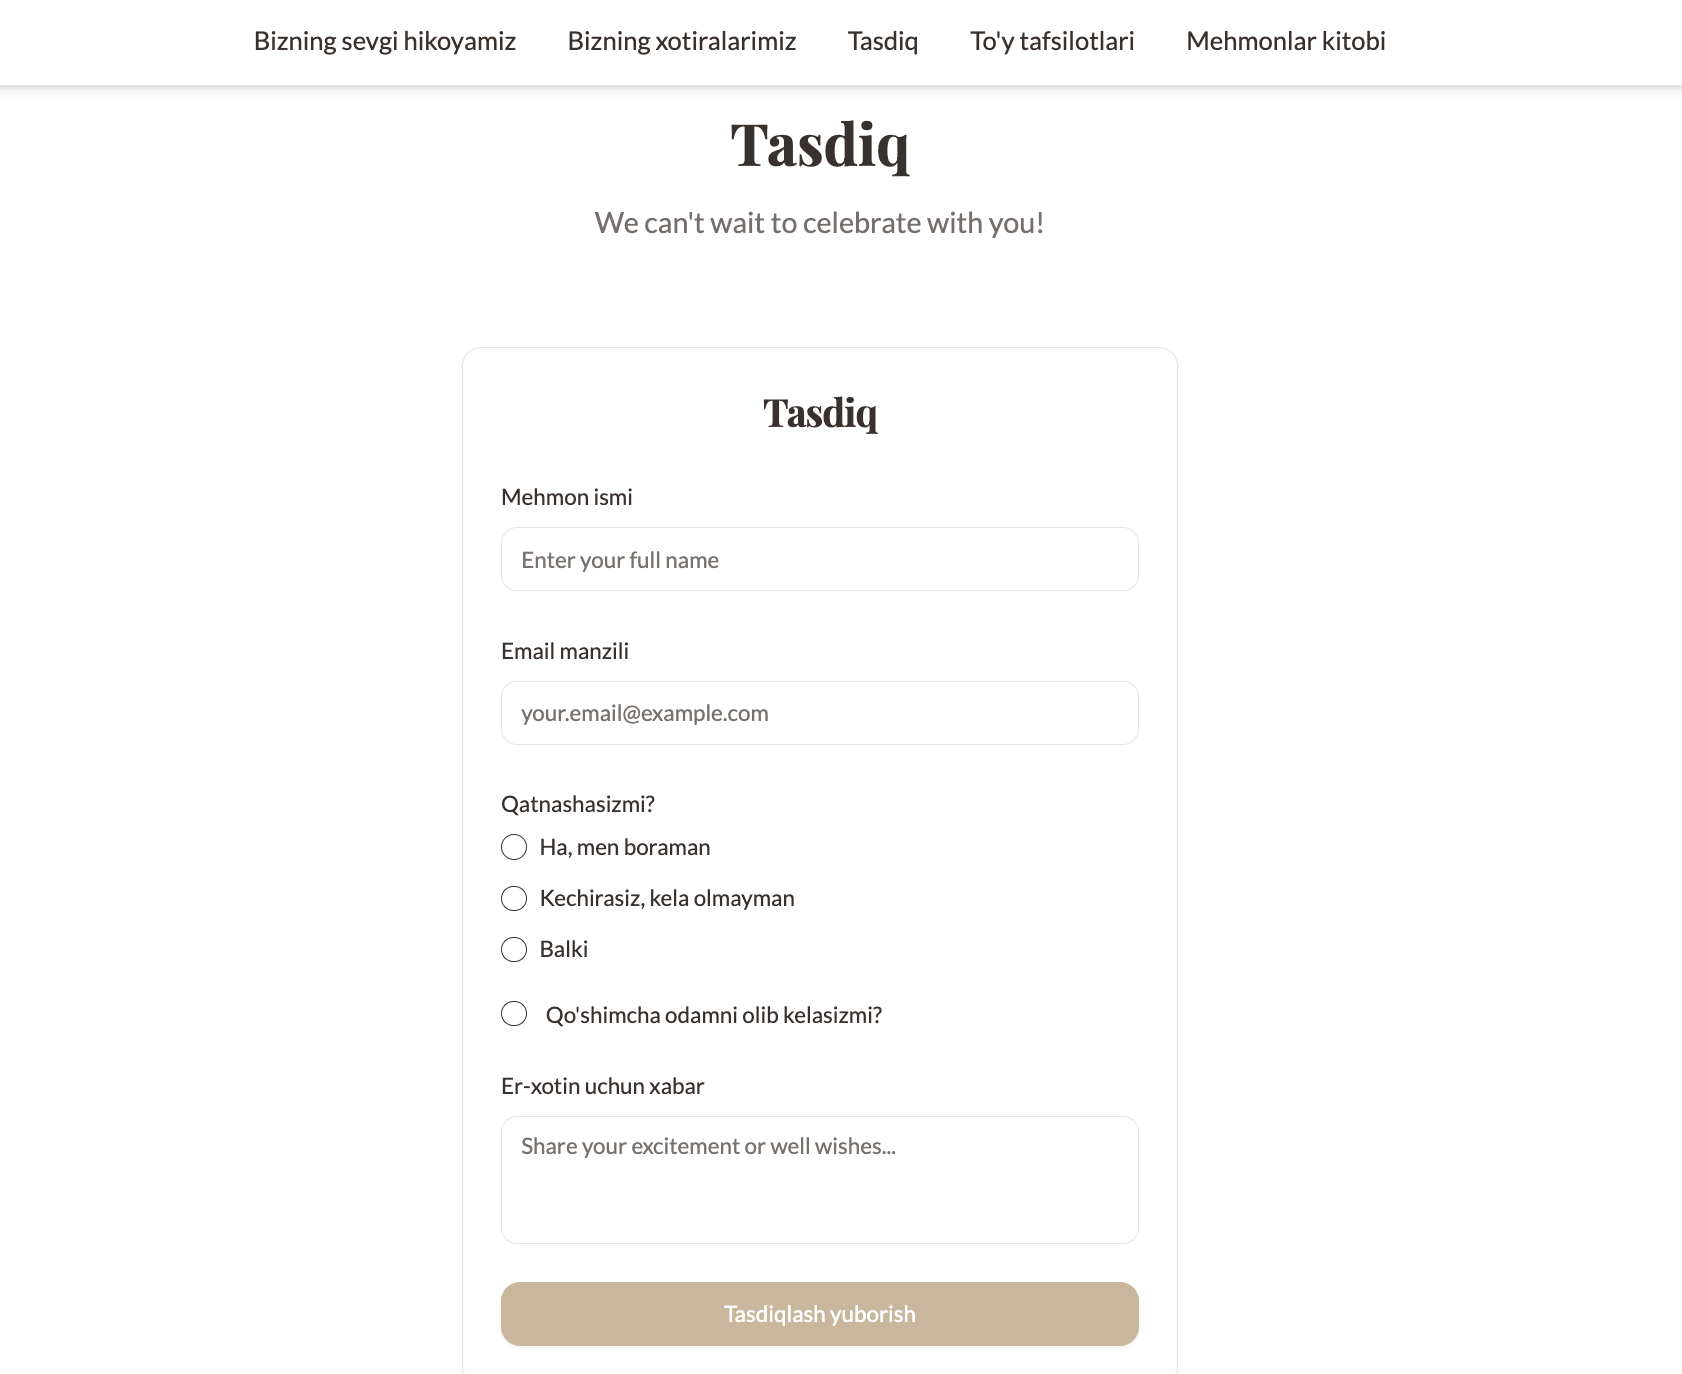 Bizning sevgi hikoyamiz Bizning xotiralarimiz Tasdiq To'y tafsilotlari Mehmonlar kitobi
Tasdiq
We can't wait to celebrate with you!
Tasdiq
Mehmon ismi
Enter your full name
Email manzili
your.email@example.com
Qatnashasizmi?
Ha, men boraman
Kechirasiz, kela olmayman
Balki
Qo'shimcha odamni olib kelasizmi?
Er-xotin uchun xabar
Share your excitement or well wishes...
Tasdiqlash yuborish